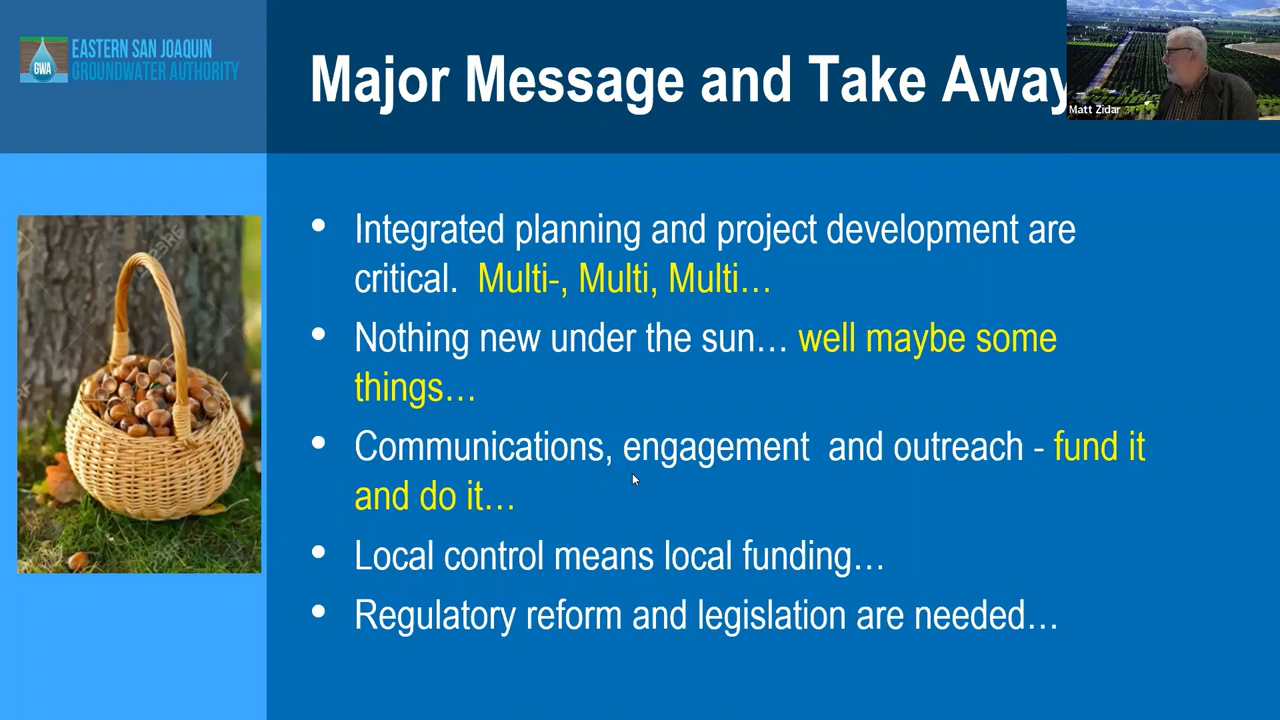 EASTERN SAN JOAQUIN
GROUNDWATER AUTHORITY
GWA
Major Message and Take Away
Matt Zidar
• Integrated planning and project development are
critical.  Multi-, Multi, Multi…
• Nothing new under the sun… well maybe some
things…
• Communications, engagement  and outreach - fund it
and do it…
• Local control means local funding…
• Regulatory reform and legislation are needed…